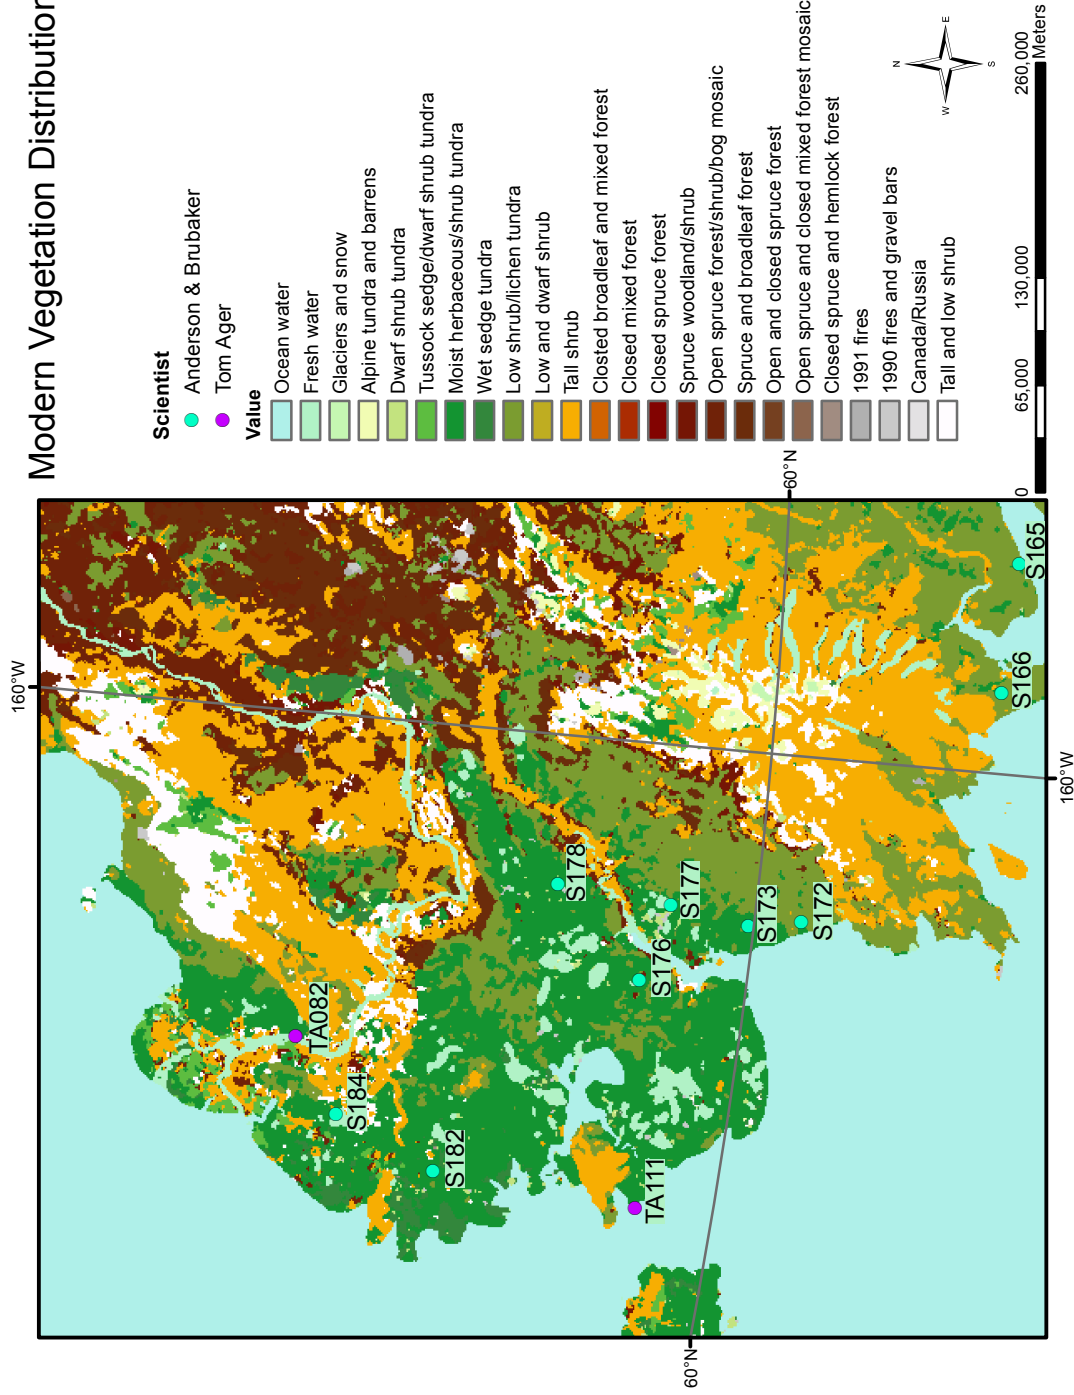 Modern Vegetation Distribution
Scientist
Anderson & Brubaker
Tom Ager
Value
Ocean water
Fresh water
Glaciers and snow
Alpine tundra and barrens
Dwarf shrub tundra
Tussock sedge/dwarf shrub tundra
Moist herbaceous/shrub tundra
Wet sedge tundra
Low shrub/lichen tundra
Low and dwarf shrub
Tall shrub
Closted broadleaf and mixed forest
Closed mixed forest
Closed spruce forest
Spruce woodland/shrub
Open spruce forest/shrub/bog mosaic
Spruce and broadleaf forest
Open and closed spruce forest
Open spruce and closed mixed forest mosaic
Closed spruce and hemlock forest
1991 fires
1990 fires and gravel bars
Canada/Russia
Tall and low shrub
N
E
S
W
0 65,000 130,000 260,000
Meters
160°W
60°N
160°W
60°N
TA082
S184
S182
TA111
S178
S177
S176
S173
S172
S166
S165